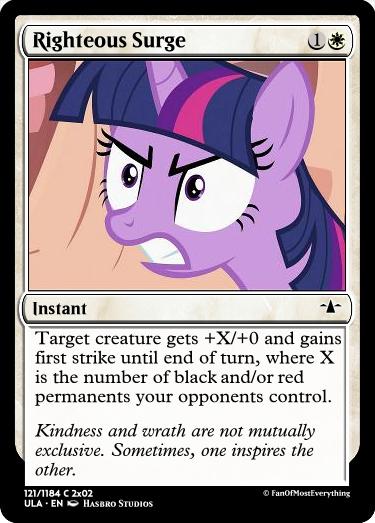 Righteous Surge 1
Instant
Target creature gets +X/+0 and gains
first strike until end of turn, where X
is the number of black and/or red
permanents your opponents control.
Kindness and wrath are not mutually
exclusive. Sometimes, one inspires the
other.
121/1184 C 2x02
ULA • EN Hasbro Studios © FanOfMostEverything